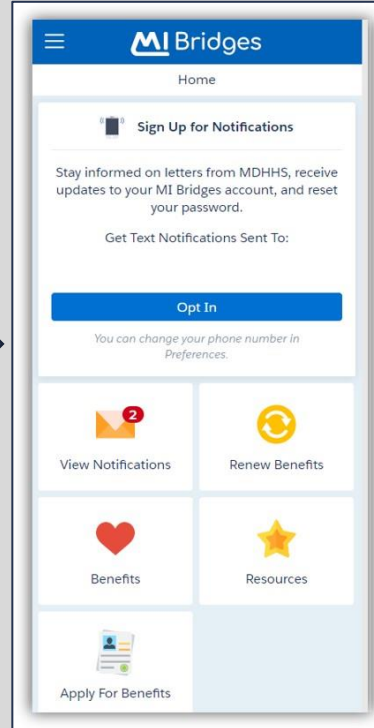 MI Bridges
Home
Sign Up for Notifications
Stay informed on letters from MDHHS, receive
updates to your MI Bridges account, and reset
your password.
Get Text Notifications Sent To:
Opt In
You can change your phone number in
Preferences.
2
View Notifications
Renew Benefits
Benefits
Resources
Apply For Benefits